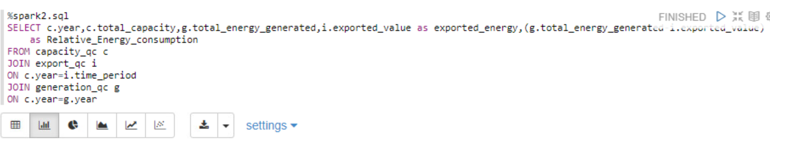 %spark2.sql
FINISHED
SELECT c.year,c.total_capacity,g.total_energy_generated,i.exported_value as exported_energy,(g.total_energy_generated-i.exported_value)
as Relative_Energy_consumption
FROM capacity_qc c
JOIN export_qc i
ON c.year=i.time_period
JOIN generation_qc g
ON c.year=g.year
settings